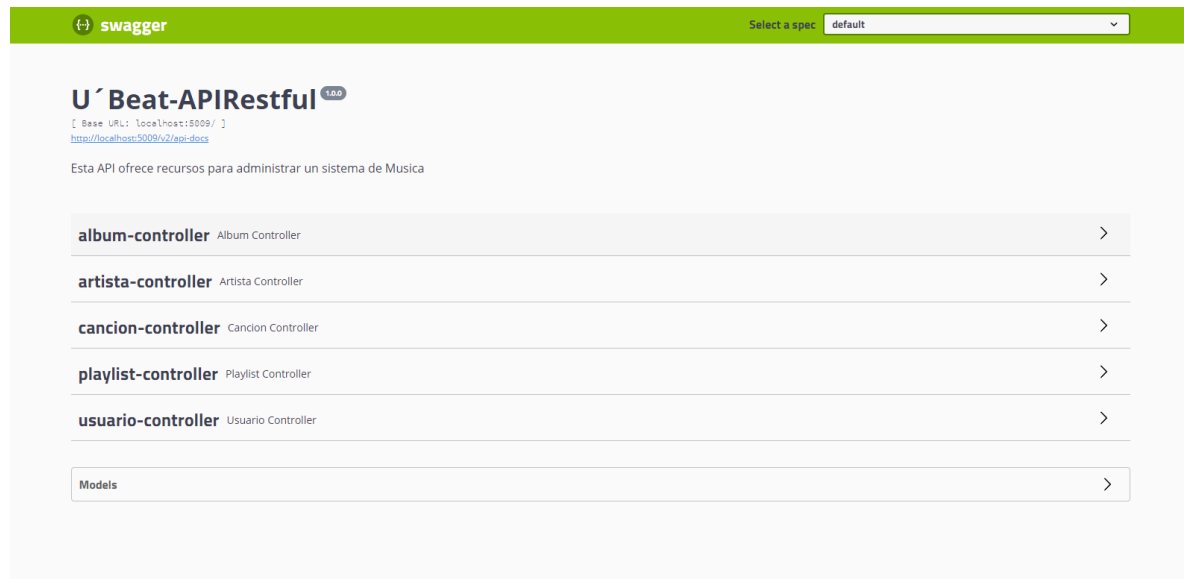 swagger Select a spec default
U´Beat-APIRestful 1.0.0
[ Base URL: localhost:5009/ ]
http://localhost:5009/v2/api-docs
Esta API ofrece recursos para administrar un sistema de Musica
album-controller Album Controller
artista-controller Artista Controller
cancion-controller Cancion Controller
playlist-controller Playlist Controller
usuario-controller Usuario Controller
Models